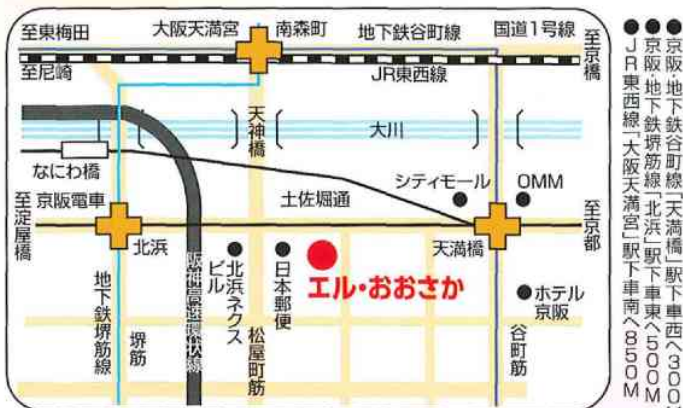 至東梅田
大阪天満宮
南森町
地下鉄谷町線
国道1号線
至京橋
至尼崎
JR東西線
天神橋
大川
なにわ橋
シティモール
OMM
京阪電車
土佐堀通
至淀屋橋
北浜
天満橋
至京都
エル・おおさか
北浜ネクス
ビル
日本郵便
ホテル
京阪
地下鉄堺筋線
堺筋
阪神高速環状線
松屋町筋
谷町筋
●京阪・地下鉄谷町線「天満橋」駅下車西へ300M
●京阪・地下鉄堺筋線「北浜」駅下車東へ500M
●JR東西線「大阪天満宮」駅下車南へ850M